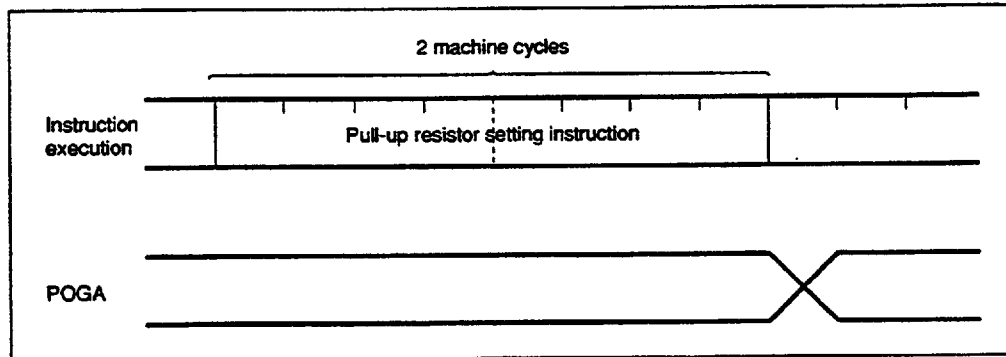 2 machine cycles
Instruction
execution
Pull-up resistor setting instruction
POGA